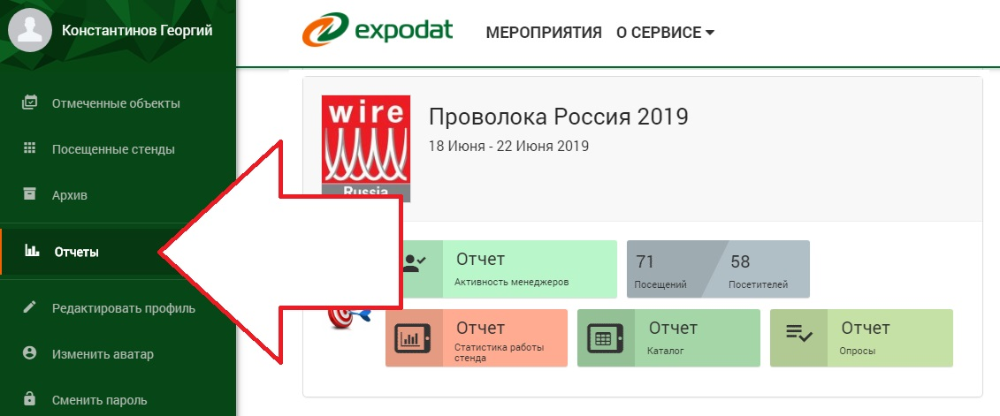 Константинов Георгий
Отмеченные объекты
Посещенные стенды
Архив
Отчеты
Редактировать профиль
Изменить аватар
Сменить пароль
expodat
МЕРОПРИЯТИЯ О СЕРВИСЕ
wire
Russia
Проволока Россия 2019
18 Июня - 22 Июня 2019
Отчет
Активность менеджеров
71
Посещений
58
Посетителей
Отчет
Статистика работы
стенда
Отчет
Каталог
Отчет
Опросы